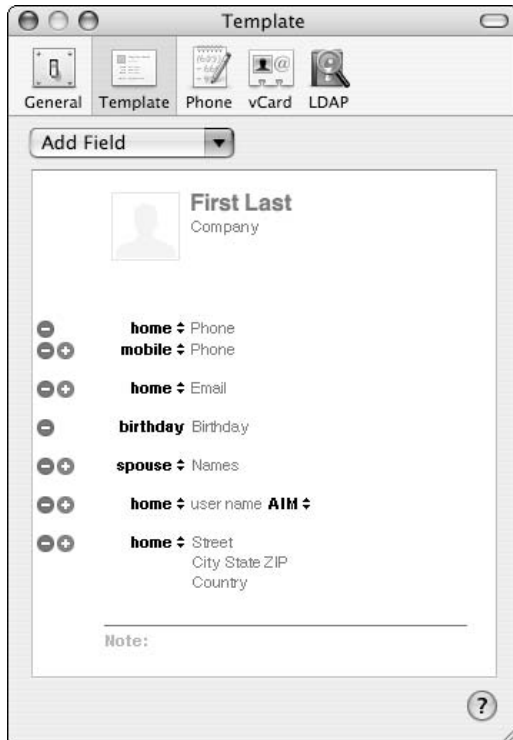 Template
General Template Phone vCard LDAP
Add Field
First Last
Company
home Phone
mobile Phone
home Email
birthday Birthday
spouse Names
home user name AIM
home Street
City State ZIP
Country
Note:
?